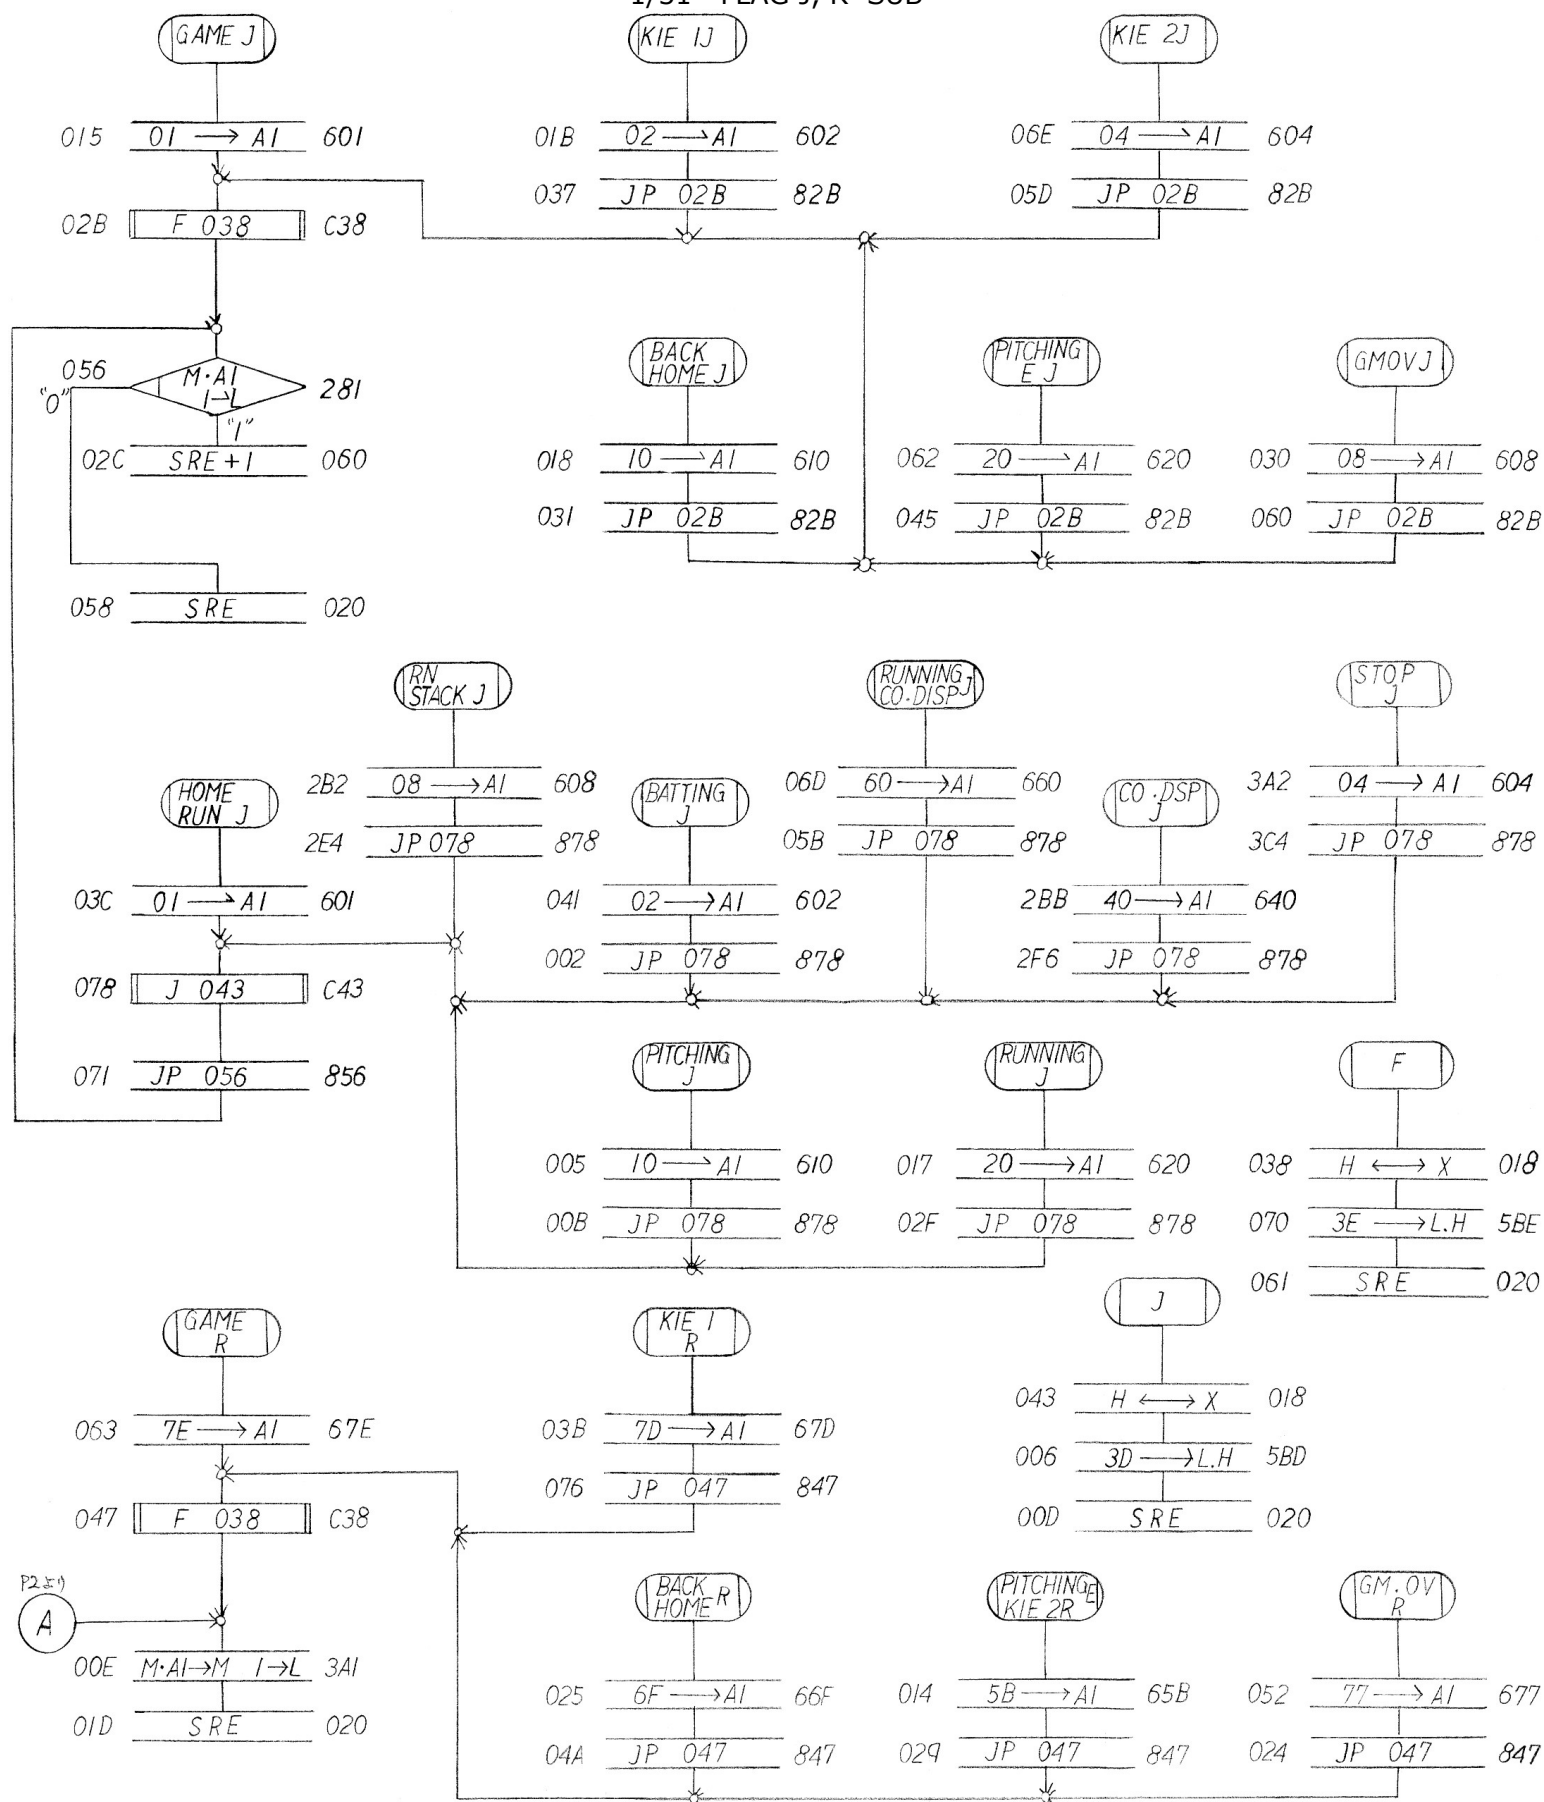 1/31 FLAG J, R SUB
GAME J
KIE 1J
KIE 2J
015 01 → A1 601
01B 02 → A1 602
06E 04 → A1 604
037 JP 02B 82B
05D JP 02B 82B
02B F 038 C38
BACK
HOME J
PITCHING
E J
GMOV J
056 M·A1
1→L 281
"0"
"1"
02C SRE+1 060
018 10 → A1 610
062 20 → A1 620
030 08 → A1 608
031 JP 02B 82B
045 JP 02B 82B
060 JP 02B 82B
058 SRE 020
RN
STACK J
RUNNING J
CO·DISP
STOP
J
2B2 08 → A1 608
06D 60 → A1 660
3A2 04 → A1 604
HOME
RUN J
BATTING
J
CO·DSP
J
2E4 JP 078 878
05B JP 078 878
3C4 JP 078 878
03C 01 → A1 601
041 02 → A1 602
2BB 40 → A1 640
002 JP 078 878
2F6 JP 078 878
078 J 043 C43
071 JP 056 856
PITCHING
J
RUNNING
J
F
005 10 → A1 610
017 20 → A1 620
038 H ↔ X 018
00B JP 078 878
02F JP 078 878
070 3E → L.H 5BE
061 SRE 020
GAME
R
KIE 1
R
J
043 H ↔ X 018
063 7E → A1 67E
03B 7D → A1 67D
006 3D → L.H 5BD
076 JP 047 847
047 F 038 C38
00D SRE 020
P2より
A
BACK R
HOME
PITCHING E
KIE 2R
GM.OV
R
00E M·A1→M 1→L 3A1
025 6F → A1 66F
014 5B → A1 65B
052 77 → A1 677
01D SRE 020
04A JP 047 847
029 JP 047 847
024 JP 047 847